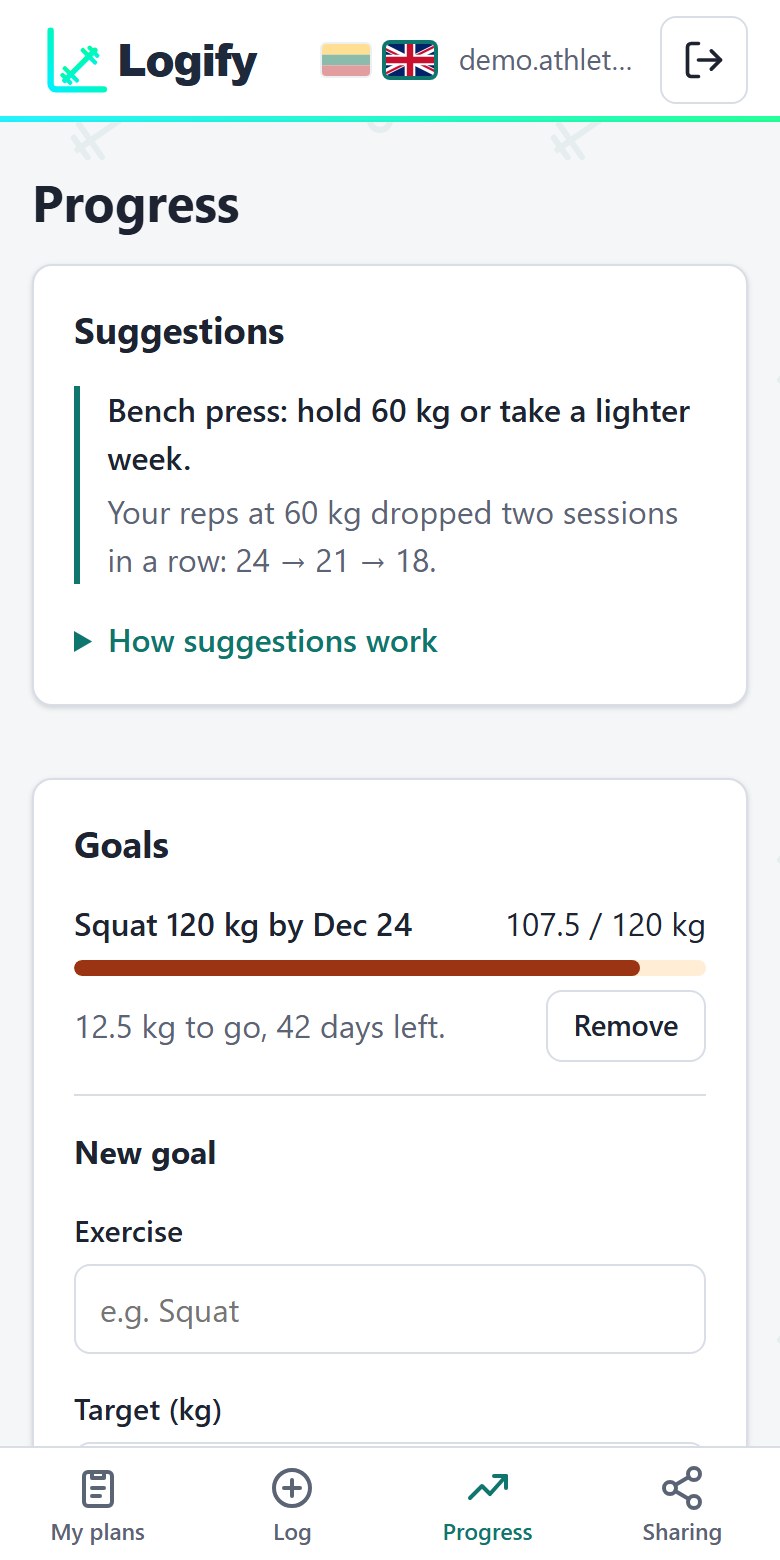 Logify
demo.athlet...
Progress
Suggestions
Bench press: hold 60 kg or take a lighter
week.
Your reps at 60 kg dropped two sessions
in a row: 24 → 21 → 18.
How suggestions work
Goals
Squat 120 kg by Dec 24
107.5 / 120 kg
12.5 kg to go, 42 days left.
Remove
New goal
Exercise
e.g. Squat
Target (kg)
My plans
Log
Progress
Sharing